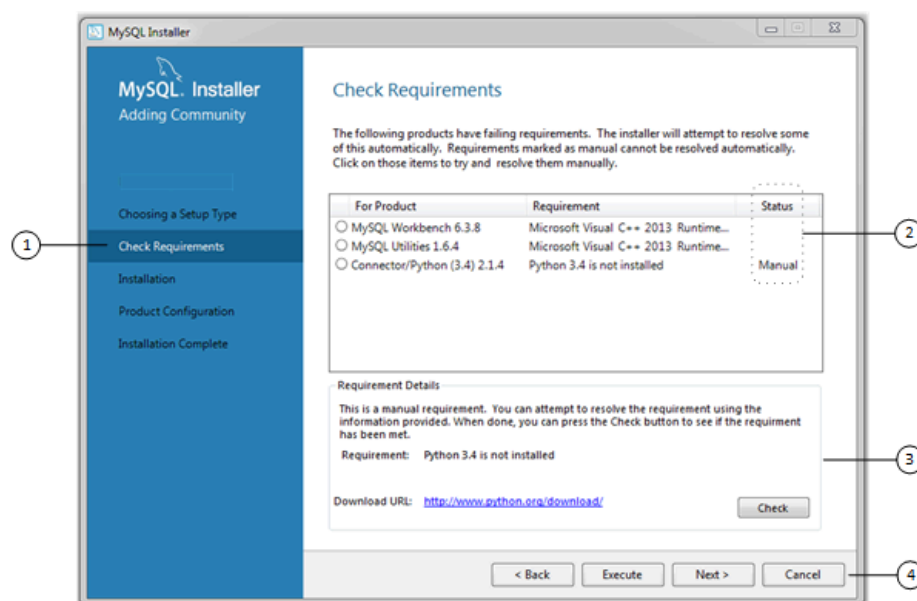 MySQL Installer
MySQL. Installer
Adding Community
Choosing a Setup Type
Check Requirements
Installation
Product Configuration
Installation Complete
Check Requirements
The following products have failing requirements. The installer will attempt to resolve some
of this automatically. Requirements marked as manual cannot be resolved automatically.
Click on those items to try and resolve them manually.
For Product Requirement Status
MySQL Workbench 6.3.8 Microsoft Visual C++ 2013 Runtime...
MySQL Utilities 1.6.4 Microsoft Visual C++ 2013 Runtime...
Connector/Python (3.4) 2.1.4 Python 3.4 is not installed Manual
Requirement Details
This is a manual requirement. You can attempt to resolve the requirement using the
information provided. When done, you can press the Check button to see if the requirment
has been met.
Requirement: Python 3.4 is not installed
Download URL: http://www.python.org/download/
Check
< Back Execute Next > Cancel
1
2
3
4